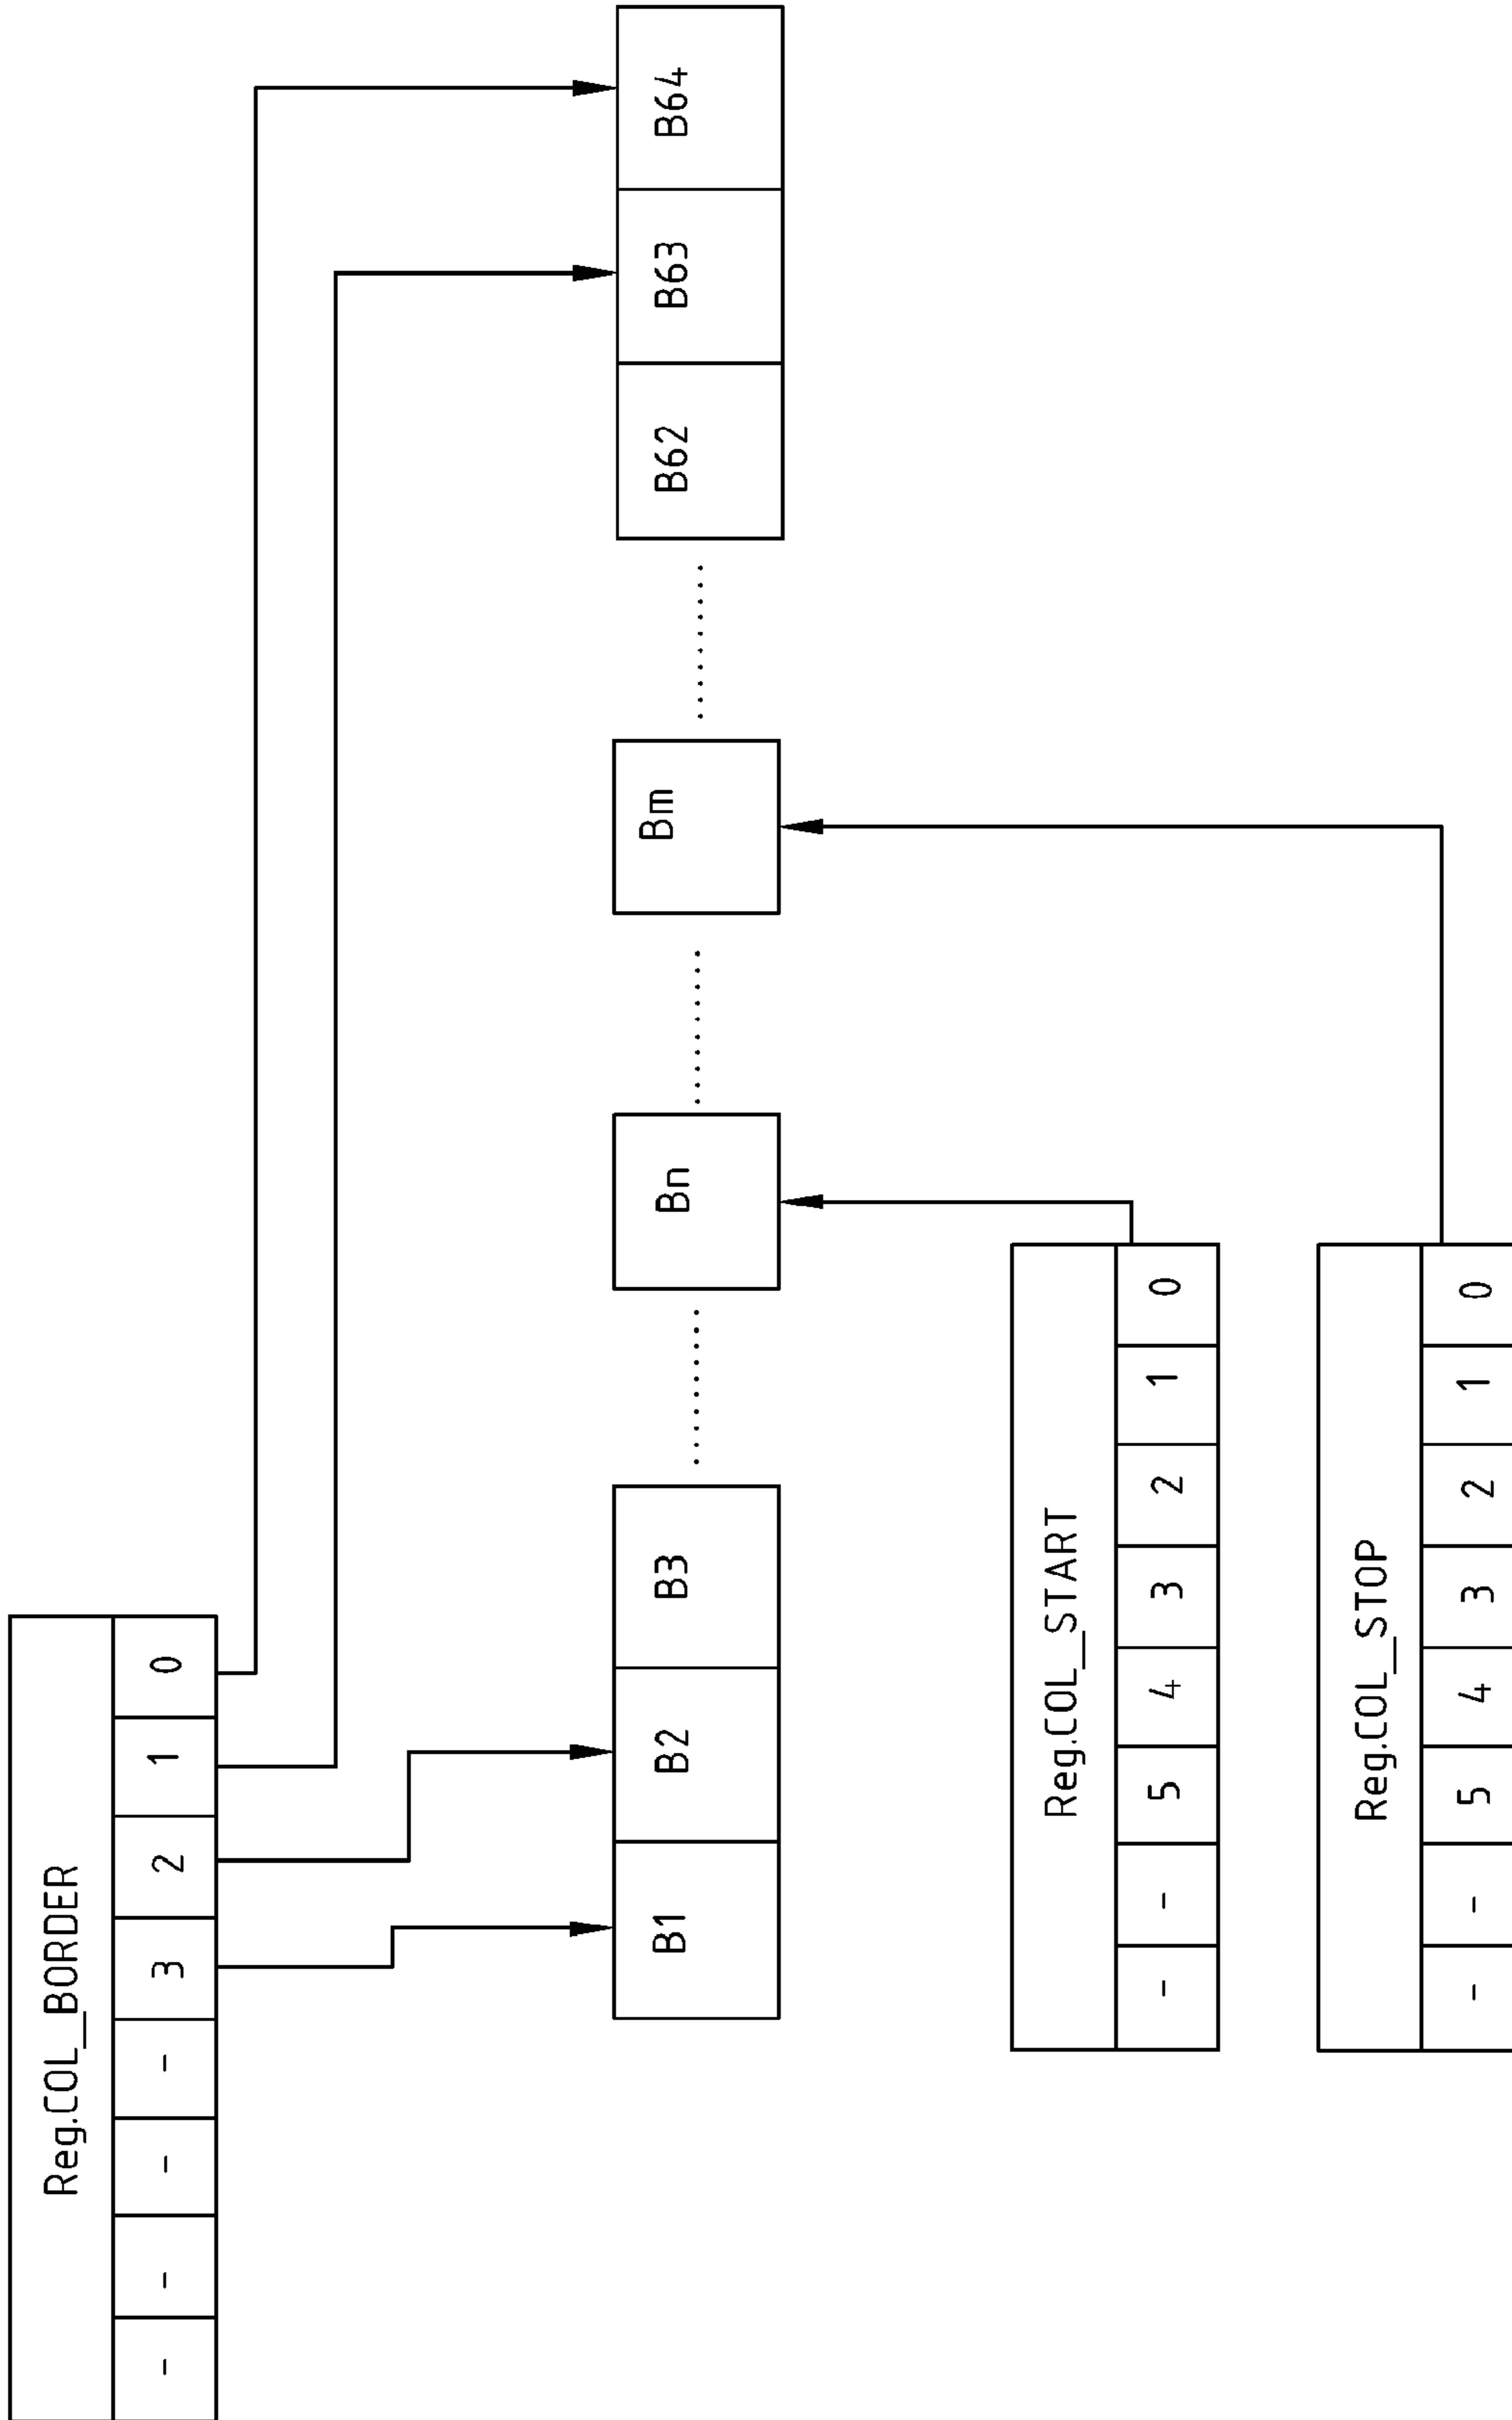 Reg.COL_BORDER
- - - - 3 2 1 0
B1 B2 B3 Bn Bm B62 B63 B64
Reg.COL_START
- - 5 4 3 2 1 0
Reg.COL_STOP
- - 5 4 3 2 1 0